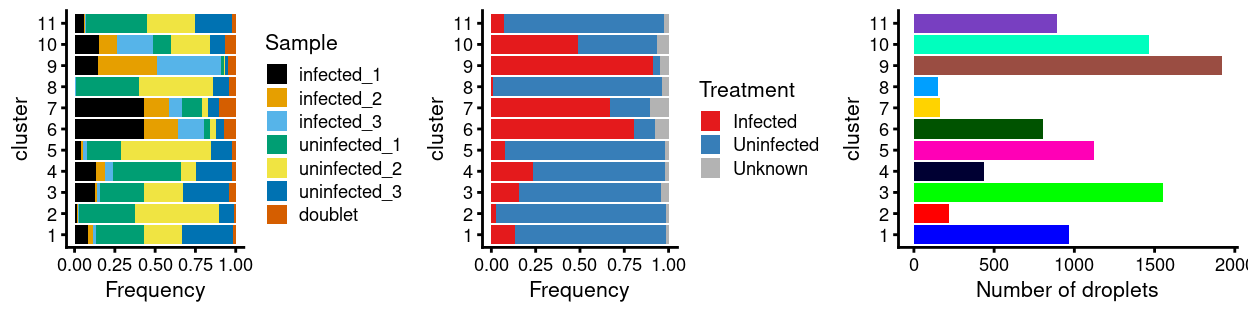 cluster
11
10
9
8
7
6
5
4
3
2
1
0.00 0.25 0.50 0.75 1.00
Frequency
Sample
infected_1
infected_2
infected_3
uninfected_1
uninfected_2
uninfected_3
doublet
cluster
11
10
9
8
7
6
5
4
3
2
1
0.00 0.25 0.50 0.75 1.00
Frequency
Treatment
Infected
Uninfected
Unknown
cluster
11
10
9
8
7
6
5
4
3
2
1
0 500 1000 1500 2000
Number of droplets